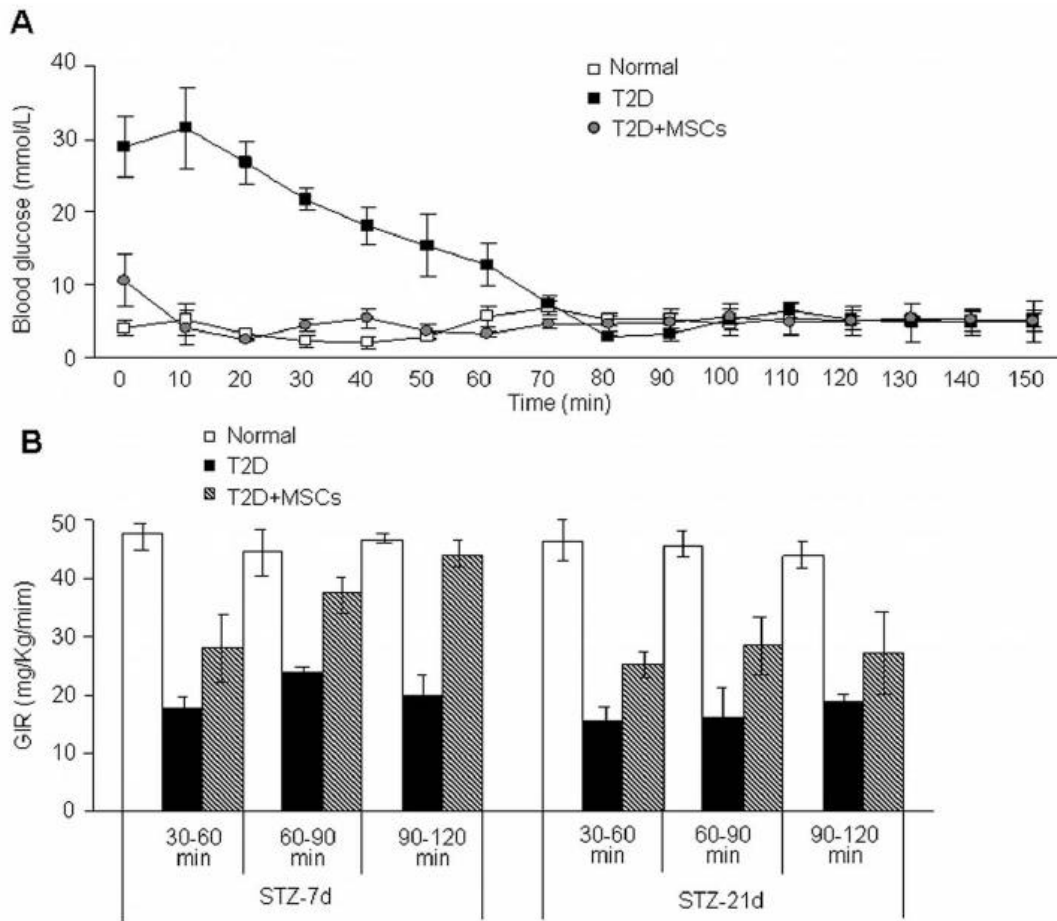 A
40
30
20
10
0
Blood glucose (mmol/L)
Normal
T2D
T2D+MSCs
0 10 20 30 40 50 60 70 80 90 100 110 120 130 140 150
Time (min)
B
Normal
T2D
T2D+MSCs
50
40
30
20
10
0
GIR (mg/Kg/mim)
30-60 60-90 90-120 30-60 60-90 90-120
min min min min min min
STZ-7d STZ-21d